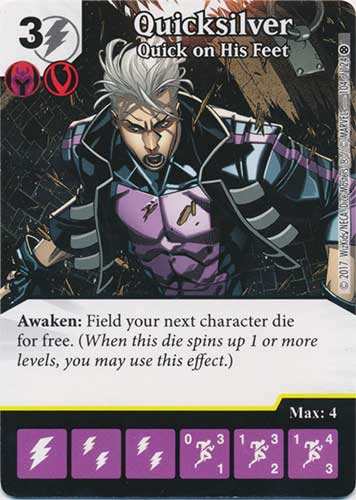 3
Quicksilver
Quick on His Feet
Awaken: Field your next character die
for free. (When this die spins up 1 or more
levels, you may use this effect.)
Max: 4
0 3 1
1 3 2
1 4 3